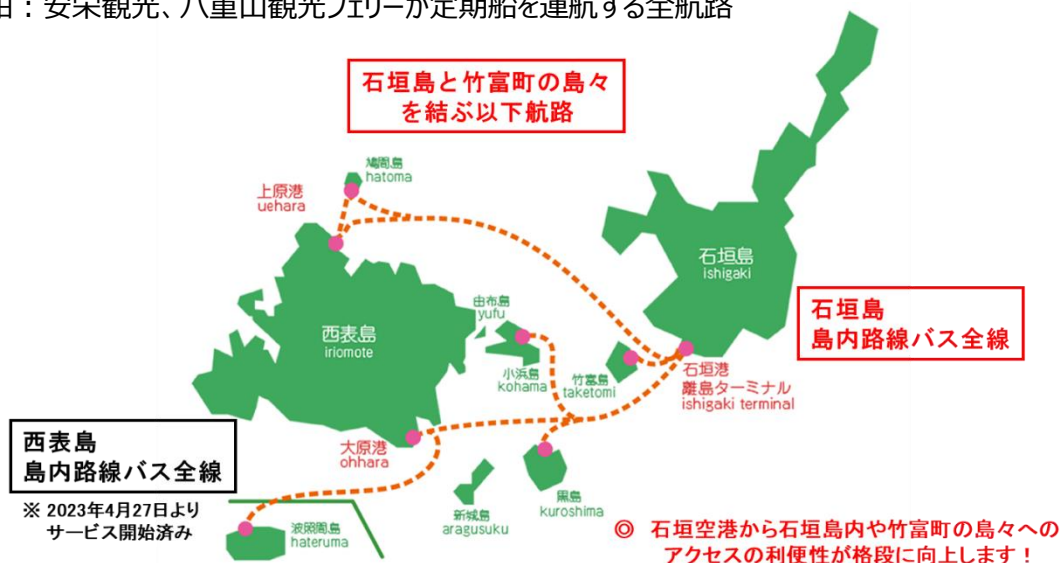 ：安栄観光、八重山観光フェリーが定期船を運航する全航路
石垣島と竹富町の島々
を結ぶ以下航路
鳩間島
hatoma
上原港
uehara
石垣島
ishigaki
由布島
yufu
西表島
iriomote
石垣島
島内路線バス全線
小浜島
kohama
竹富島
taketomi
石垣港
離島ターミナル
ishigaki terminal
西表島
島内路線バス全線
大原港
ohhara
※ 2023年4月27日より
サービス開始済み
黒島
kuroshima
新城島
aragusuku
波照間島
hateruma
◎ 石垣空港から石垣島内や竹富町の島々への
アクセスの利便性が格段に向上します！